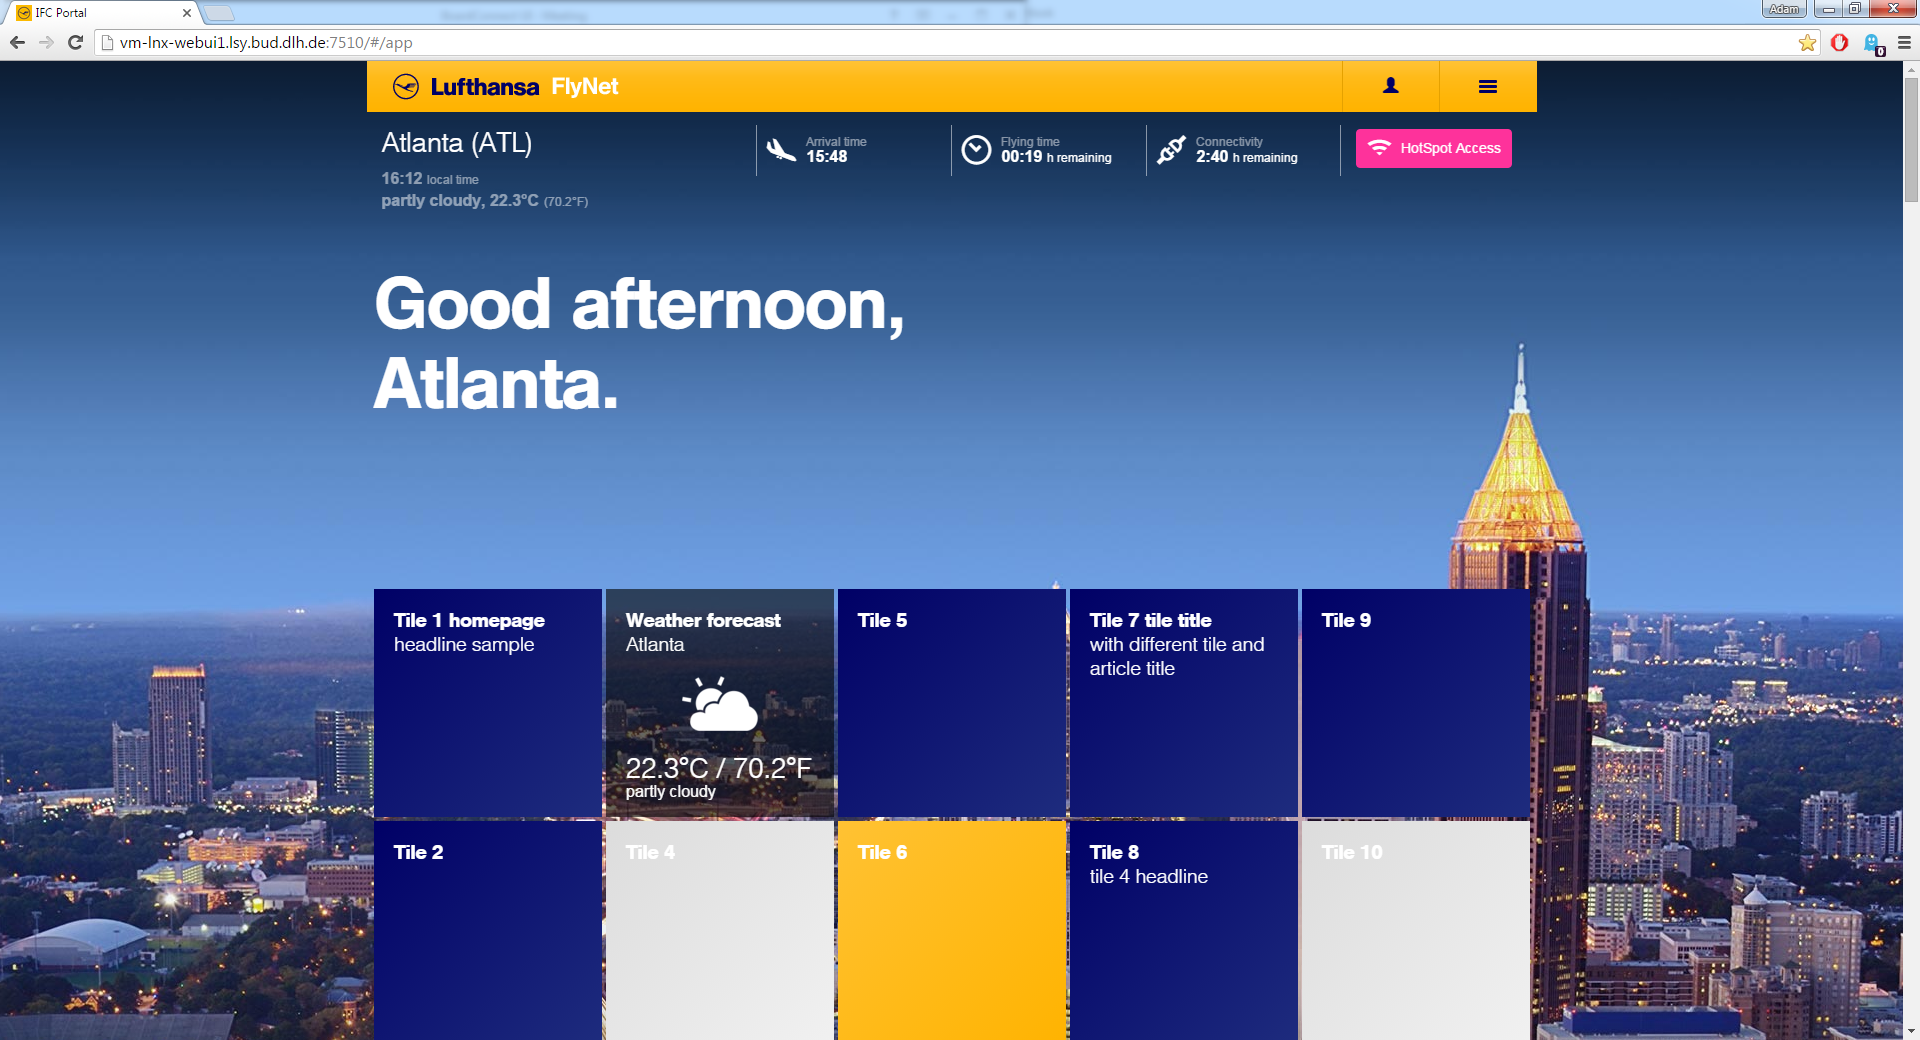 IFC Portal
Adam
vm-lnx-webui1.lsy.bud.dlh.de:7510/#/app
0
Lufthansa FlyNet
Atlanta (ATL)
16:12 local time
partly cloudy, 22.3°C (70.2°F)
Arrival time
15:48
Flying time
00:19 h remaining
Connectivity
2:40 h remaining
HotSpot Access
Good afternoon,
Atlanta.
Tile 1 homepage
headline sample
Weather forecast
Atlanta
22.3°C / 70.2°F
partly cloudy
Tile 5
Tile 7 tile title
with different tile and
article title
Tile 9
Tile 2
Tile 4
Tile 6
Tile 8
tile 4 headline
Tile 10